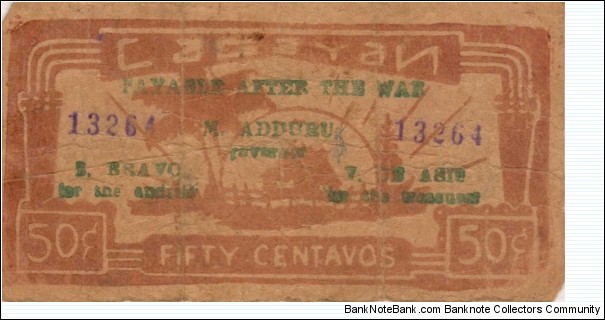 Cagayan
PAYABLE AFTER THE WAR
13264 M. ADDURU 13264
governor
BRAVO V. DE ASIS
for the auditor for the treasurer
50¢ FIFTY CENTAVOS 50¢
BankNoteBank.com - BankNote Collectors Community